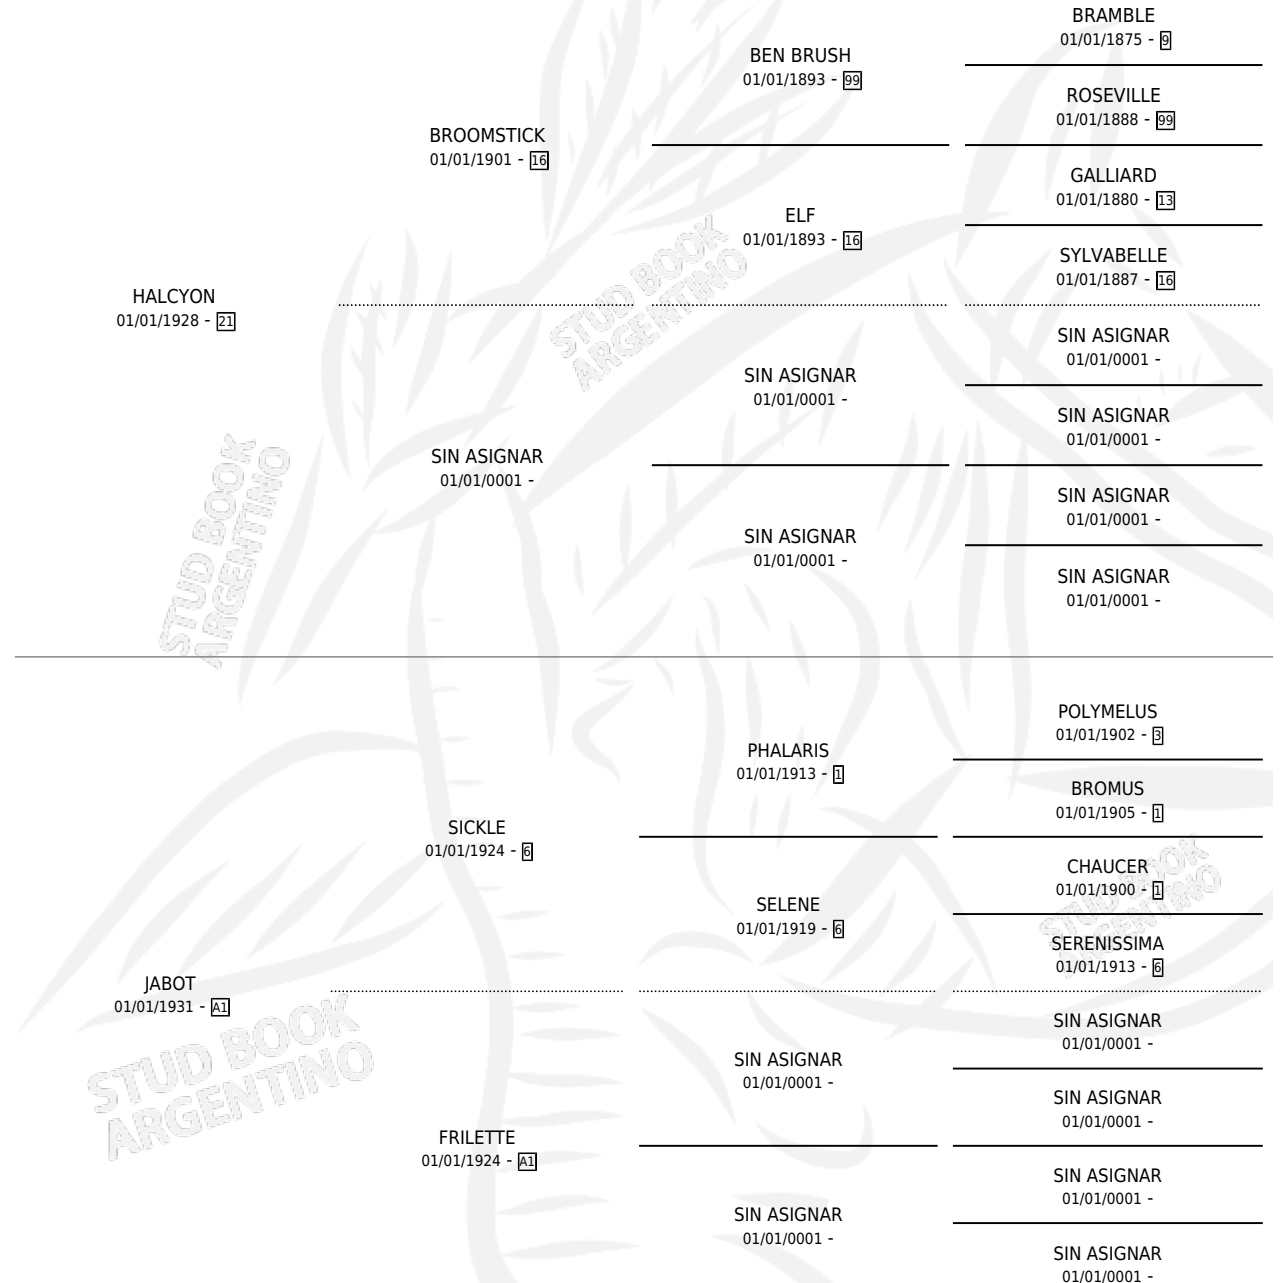 BRAMBLE
01/01/1875 - 9
BEN BRUSH
01/01/1893 - 99
ROSEVILLE
01/01/1888 - 99
BROOMSTICK
01/01/1901 - 16
GALLIARD
01/01/1880 - 13
ELF
01/01/1893 - 16
SYLVABELLE
01/01/1887 - 16
HALCYON
01/01/1928 - 21
SIN ASIGNAR
01/01/0001 -
SIN ASIGNAR
01/01/0001 -
SIN ASIGNAR
01/01/0001 -
SIN ASIGNAR
01/01/0001 -
SIN ASIGNAR
01/01/0001 -
SIN ASIGNAR
01/01/0001 -
SIN ASIGNAR
01/01/0001 -
POLYMELUS
01/01/1902 - 3
PHALARIS
01/01/1913 - 1
BROMUS
01/01/1905 - 1
SICKLE
01/01/1924 - 6
CHAUCER
01/01/1900 - 1
SELENE
01/01/1919 - 6
SERENISSIMA
01/01/1913 - 6
JABOT
01/01/1931 - A1
SIN ASIGNAR
01/01/0001 -
SIN ASIGNAR
01/01/0001 -
SIN ASIGNAR
01/01/0001 -
FRILETTE
01/01/1924 - A1
SIN ASIGNAR
01/01/0001 -
SIN ASIGNAR
01/01/0001 -
SIN ASIGNAR
01/01/0001 -
STUD BOOK
ARGENTINO
STUD BOOK
ARGENTINO
STUD BOOK
ARGENTINO
STUD BOOK
ARGENTINO